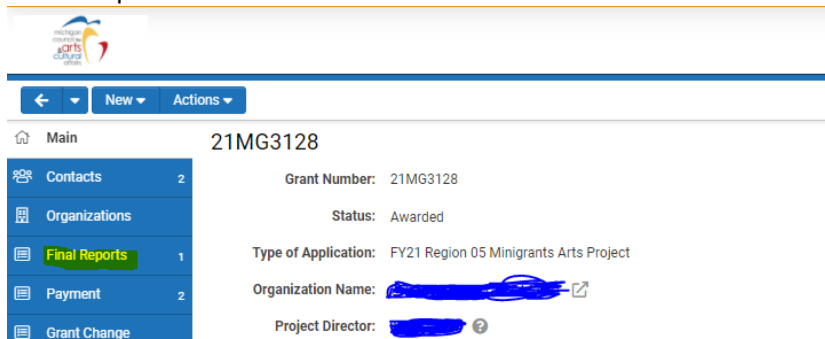 michigan
council for
arts
cultural
affairs
New Actions
Main
21MG3128
Contacts 2
Grant Number: 21MG3128
Organizations
Status: Awarded
Final Reports 1
Type of Application: FY21 Region 05 Minigrants Arts Project
Payment 2
Organization Name:
Grant Change
Project Director: